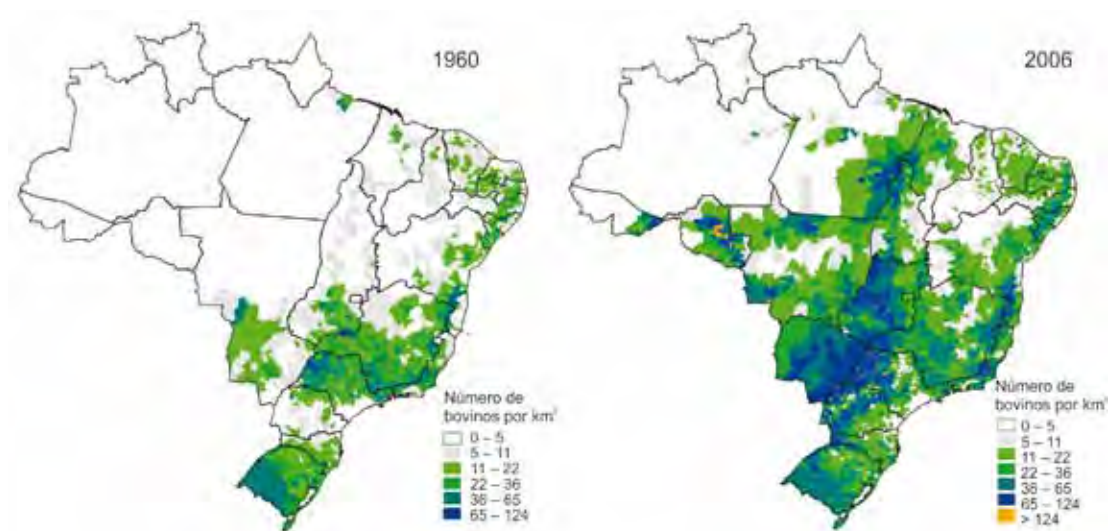 1960
Número de
bovinos por km²
0 – 5
5 – 11
11 – 22
22 – 36
36 – 65
65 – 124
2006
Número de
bovinos por km²
0 – 5
5 – 11
11 – 22
22 – 36
36 – 65
65 – 124
> 124